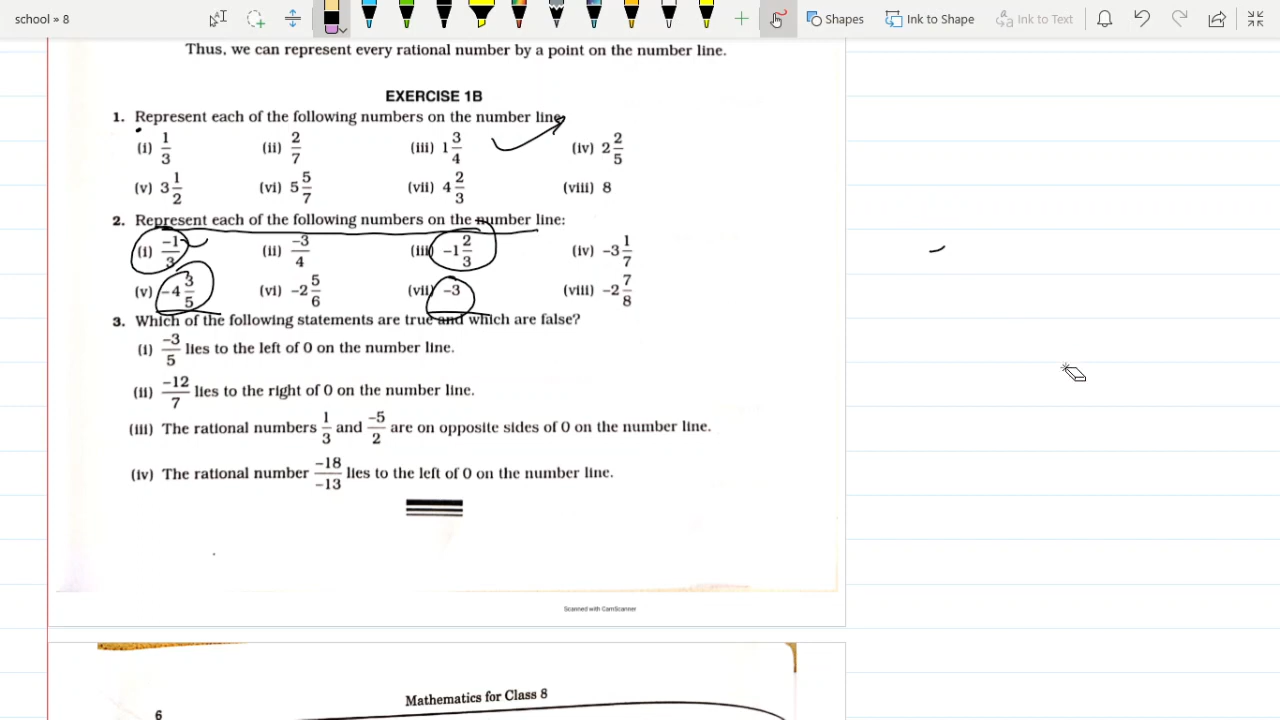 school » 8
Shapes Ink to Shape Ink to Text
Thus, we can represent every rational number by a point on the number line.
EXERCISE 1B
1. Represent each of the following numbers on the number line
(i) 1/3 (ii) 2/7 (iii) 1 3/4 (iv) 2 2/5
(v) 3 1/2 (vi) 5 5/7 (vii) 4 2/3 (viii) 8
2. Represent each of the following numbers on the number line:
(i) -1/3 (ii) -3/4 (iii) -1 2/3 (iv) -3 1/7
(v) -4 3/5 (vi) -2 5/6 (vii) -3 (viii) -2 7/8
3. Which of the following statements are true and which are false?
(i) -3/5 lies to the left of 0 on the number line.
(ii) -12/7 lies to the right of 0 on the number line.
(iii) The rational numbers 1/3 and -5/2 are on opposite sides of 0 on the number line.
(iv) The rational number -18/-13 lies to the left of 0 on the number line.
Scanned with CamScanner
Mathematics for Class 8
6